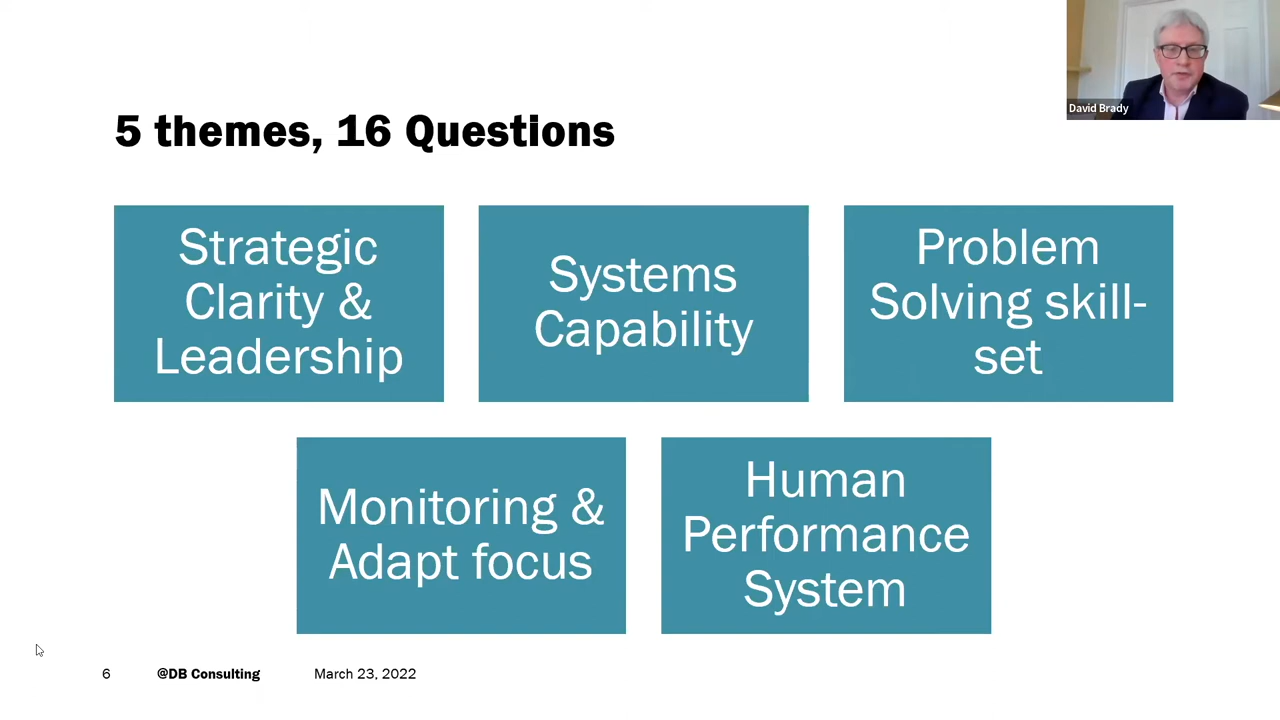 David Brady
5 themes, 16 Questions
Strategic
Clarity &
Leadership
Systems
Capability
Problem
Solving skill-
set
Monitoring &
Adapt focus
Human
Performance
System
6 @DB Consulting March 23, 2022